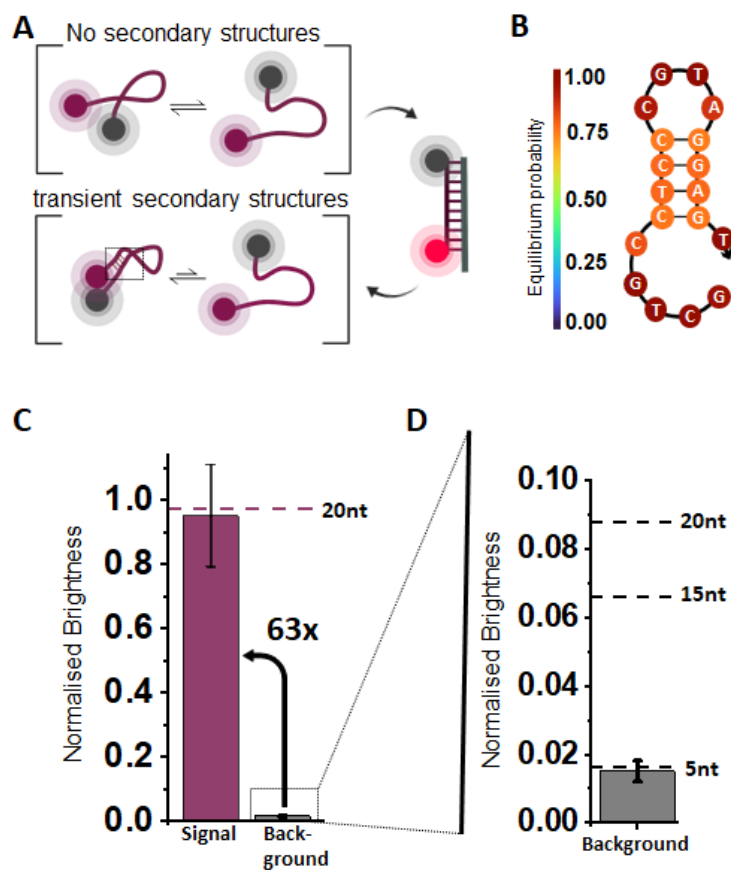 A
No secondary structures
transient secondary structures
B
Equilibrium probability
1.00
0.75
0.50
0.25
0.00
G T
C A
C G
C G
T A
C G
C T
G G
T C
C
Normalised Brightness
1.0
0.8
0.6
0.4
0.2
0.0
20nt
63x
Signal
Back-
ground
D
Normalised Brightness
0.10
0.08
0.06
0.04
0.02
0.00
20nt
15nt
5nt
Background